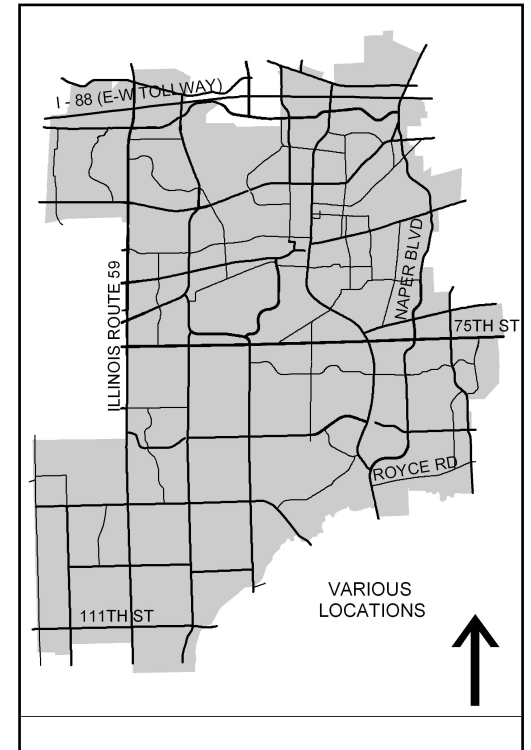 I - 88 (E-W TOLLWAY)
ILLINOIS ROUTE 59
NAPER BLVD
75TH ST
ROYCE RD
VARIOUS
LOCATIONS
111TH ST